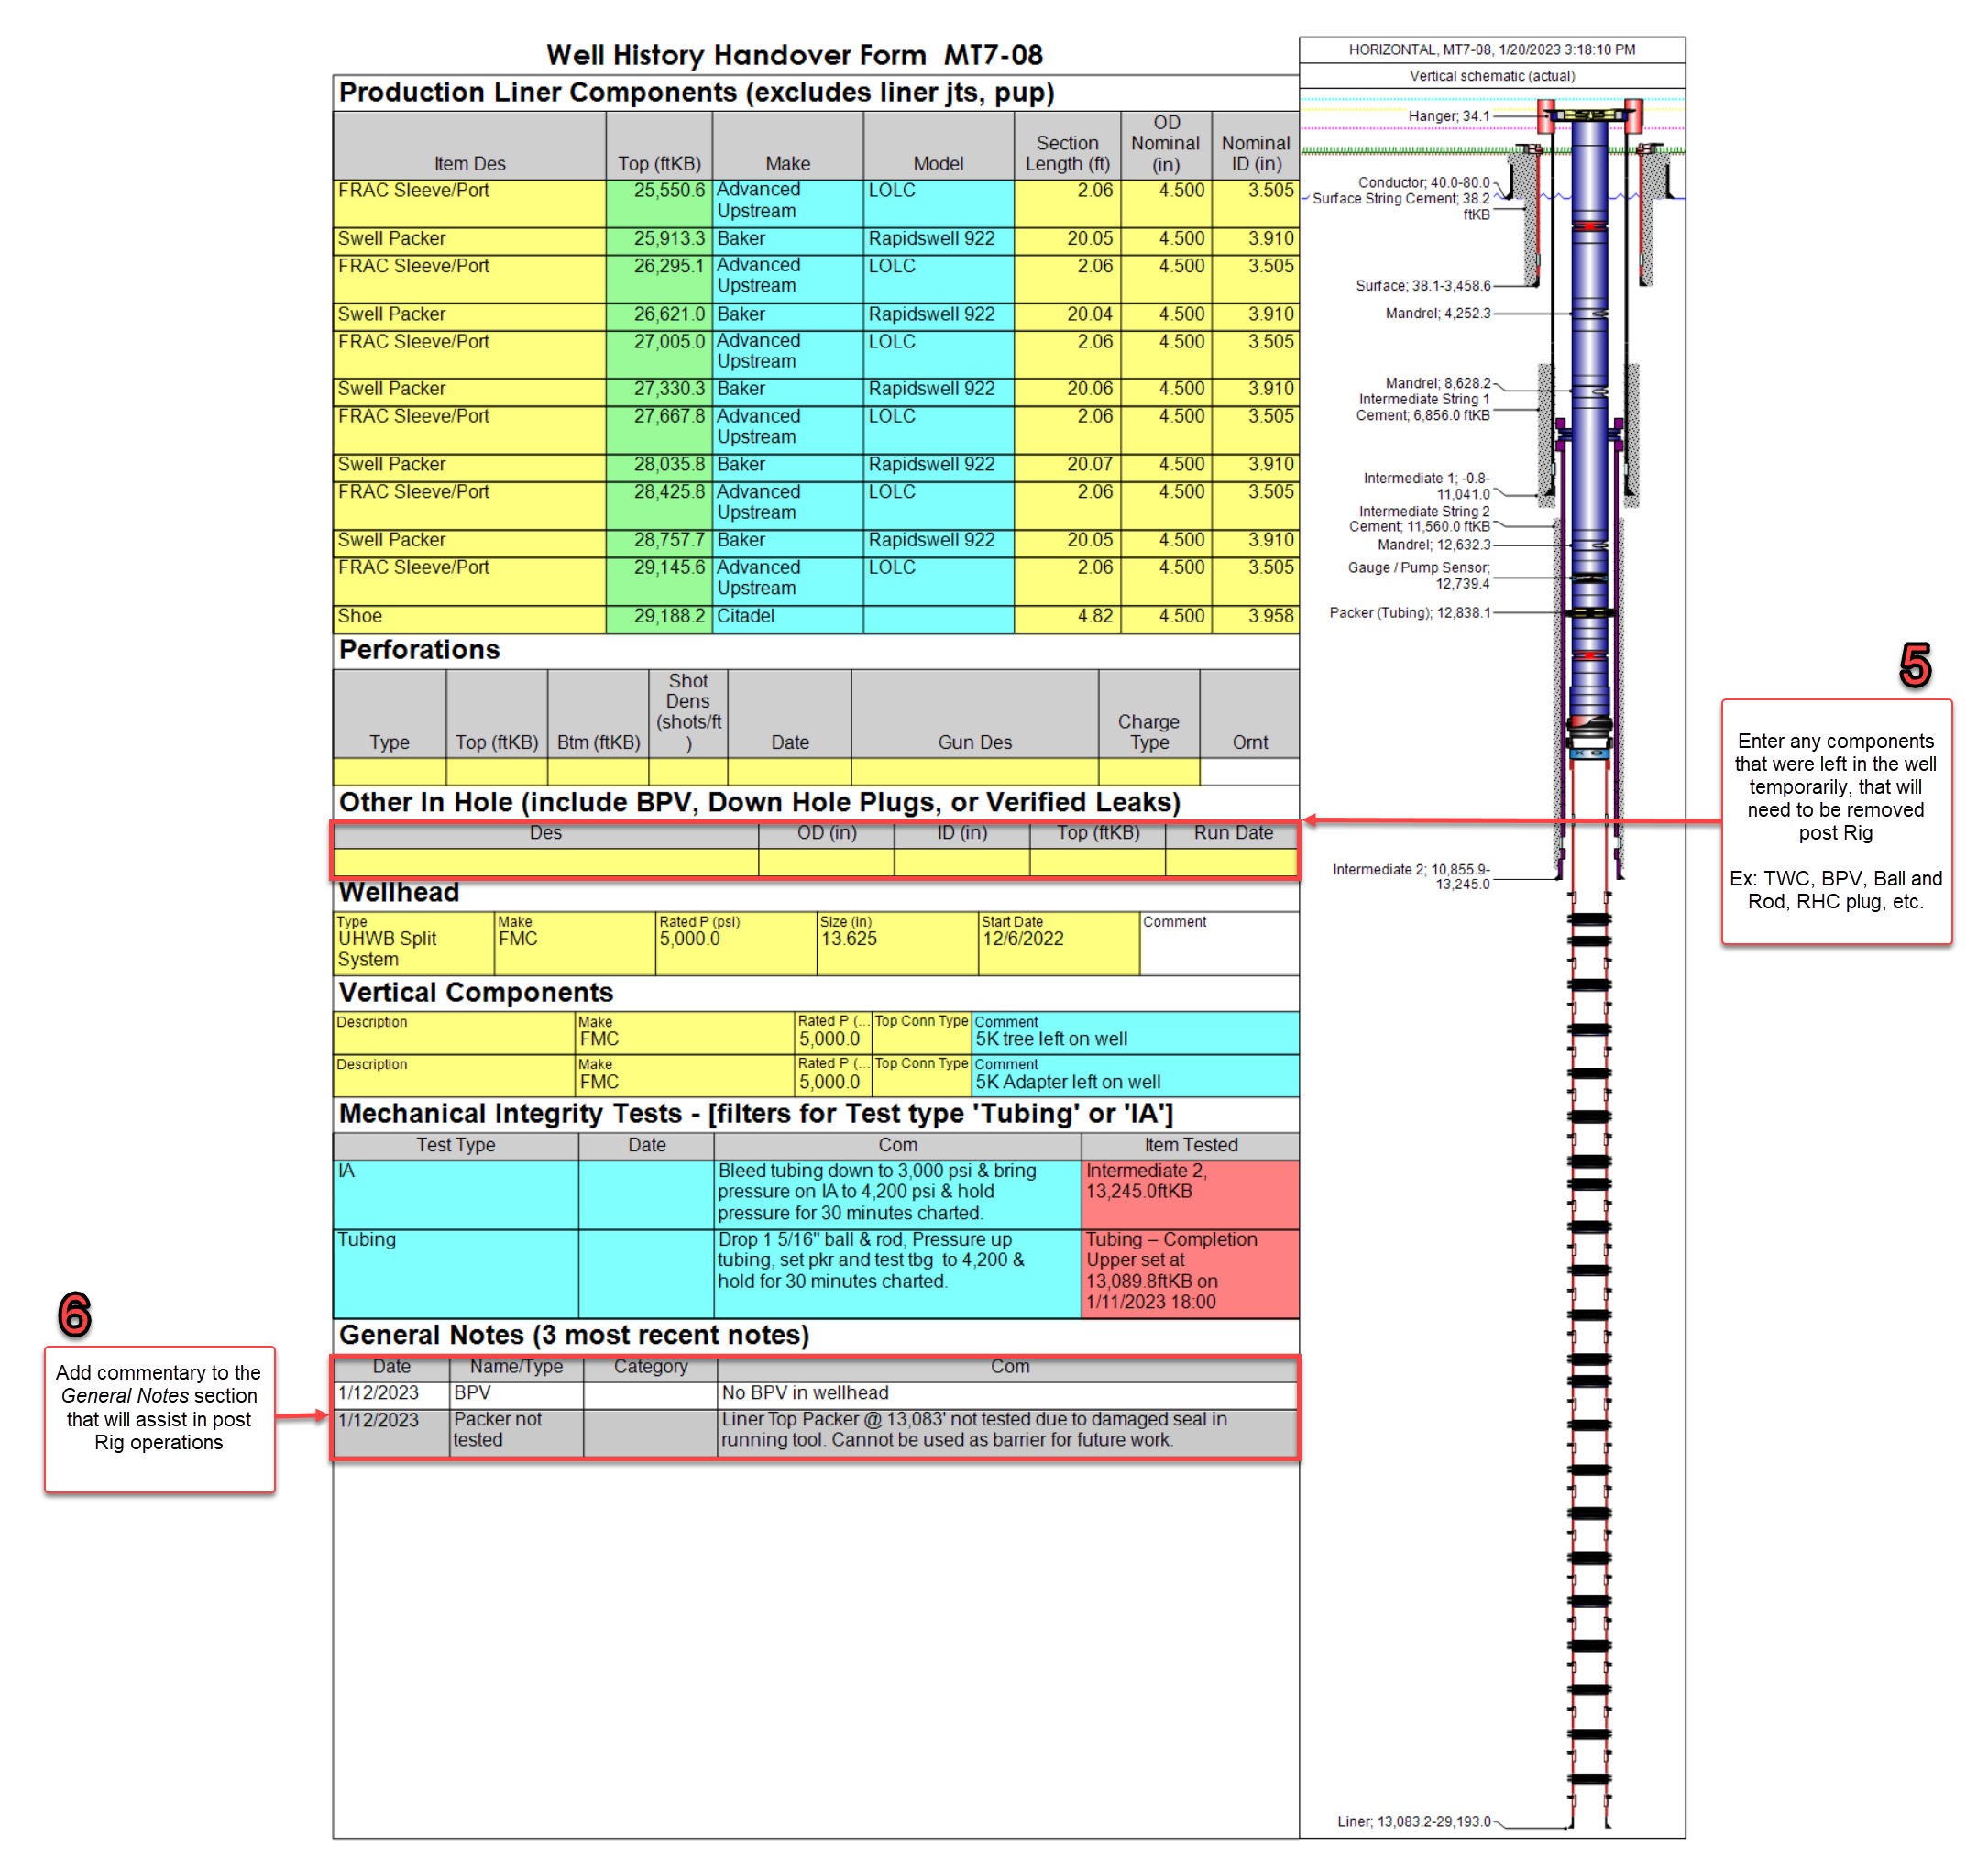 Well History Handover Form  MT7-08
Production Liner Components (excludes liner jts, pup)
Item Des Top (ftKB) Make Model Section Length (ft) OD Nominal (in) Nominal ID (in)
FRAC Sleeve/Port 25,550.6 Advanced Upstream LOLC 2.06 4.500 3.505
Swell Packer 25,913.3 Baker Rapidswell 922 20.05 4.500 3.910
FRAC Sleeve/Port 26,295.1 Advanced Upstream LOLC 2.06 4.500 3.505
Swell Packer 26,621.0 Baker Rapidswell 922 20.04 4.500 3.910
FRAC Sleeve/Port 27,005.0 Advanced Upstream LOLC 2.06 4.500 3.505
Swell Packer 27,330.3 Baker Rapidswell 922 20.06 4.500 3.910
FRAC Sleeve/Port 27,667.8 Advanced Upstream LOLC 2.06 4.500 3.505
Swell Packer 28,035.8 Baker Rapidswell 922 20.07 4.500 3.910
FRAC Sleeve/Port 28,425.8 Advanced Upstream LOLC 2.06 4.500 3.505
Swell Packer 28,757.7 Baker Rapidswell 922 20.05 4.500 3.910
FRAC Sleeve/Port 29,145.6 Advanced Upstream LOLC 2.06 4.500 3.505
Shoe 29,188.2 Citadel 4.82 4.500 3.958
Perforations
Type Top (ftKB) Btm (ftKB) Shot Dens (shots/ft) Date Gun Des Charge Type Ornt
Other In Hole (include BPV, Down Hole Plugs, or Verified Leaks)
Des OD (in) ID (in) Top (ftKB) Run Date
Wellhead
Type Make Rated P (psi) Size (in) Start Date Comment
UHWB Split System FMC 5,000.0 13.625 12/6/2022
Vertical Components
Description Make Rated P (... Top Conn Type Comment
FMC 5,000.0 5K tree left on well
Description Make Rated P (... Top Conn Type Comment
FMC 5,000.0 5K Adapter left on well
Mechanical Integrity Tests - [filters for Test type 'Tubing' or 'IA']
Test Type Date Com Item Tested
IA
Bleed tubing down to 3,000 psi & bring
pressure on IA to 4,200 psi & hold
pressure for 30 minutes charted.
Intermediate 2,
13,245.0ftKB
Tubing
Drop 1 5/16" ball & rod, Pressure up
tubing, set pkr and test tbg  to 4,200 &
hold for 30 minutes charted.
Tubing – Completion
Upper set at
13,089.8ftKB on
1/11/2023 18:00
General Notes (3 most recent notes)
Date Name/Type Category Com
1/12/2023 BPV No BPV in wellhead
1/12/2023 Packer not tested
Liner Top Packer @ 13,083' not tested due to damaged seal in
running tool. Cannot be used as barrier for future work.
HORIZONTAL, MT7-08, 1/20/2023 3:18:10 PM
Vertical schematic (actual)
Hanger; 34.1
Conductor; 40.0-80.0
Surface String Cement; 38.2
ftKB
Surface; 38.1-3,458.6
Mandrel; 4,252.3
Mandrel; 8,628.2
Intermediate String 1
Cement; 6,856.0 ftKB
Intermediate 1; -0.8-
11,041.0
Intermediate String 2
Cement; 11,560.0 ftKB
Mandrel; 12,632.3
Gauge / Pump Sensor;
12,739.4
Packer (Tubing); 12,838.1
X O
Intermediate 2; 10,855.9-
13,245.0
Liner; 13,083.2-29,193.0
5
Enter any components
that were left in the well
temporarily, that will
need to be removed
post Rig
Ex: TWC, BPV, Ball and
Rod, RHC plug, etc.
6
Add commentary to the
General Notes section
that will assist in post
Rig operations